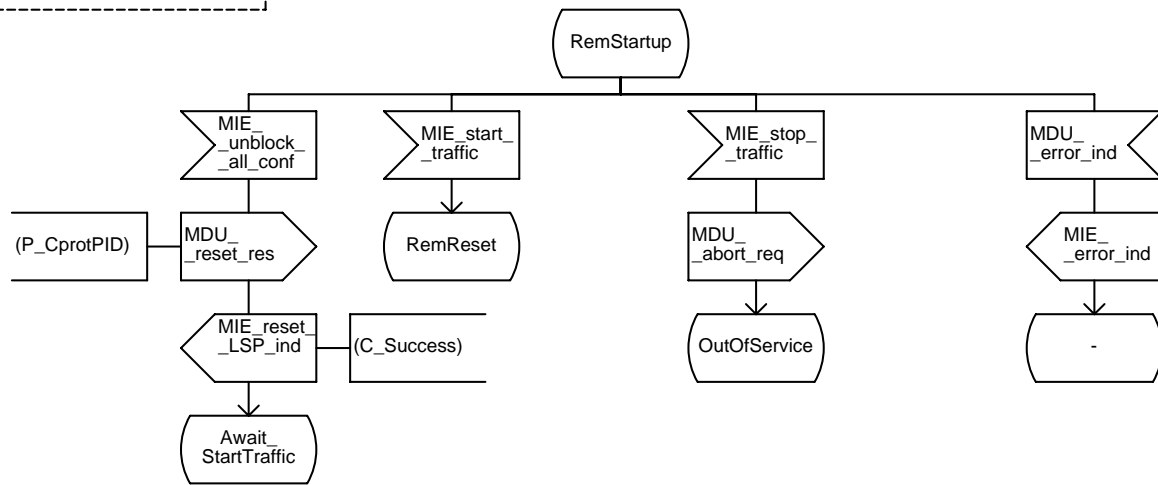 RemStartup
MIE_
_unblock_
_all_conf
MIE_start_
_traffic
MIE_stop_
_traffic
MDU_
_error_ind
(P_CprotPID)
MDU_
_reset_res
RemReset
MDU_
_abort_req
MIE_
_error_ind
MIE_reset_
_LSP_ind
(C_Success)
OutOfService
-
Await_
StartTraffic